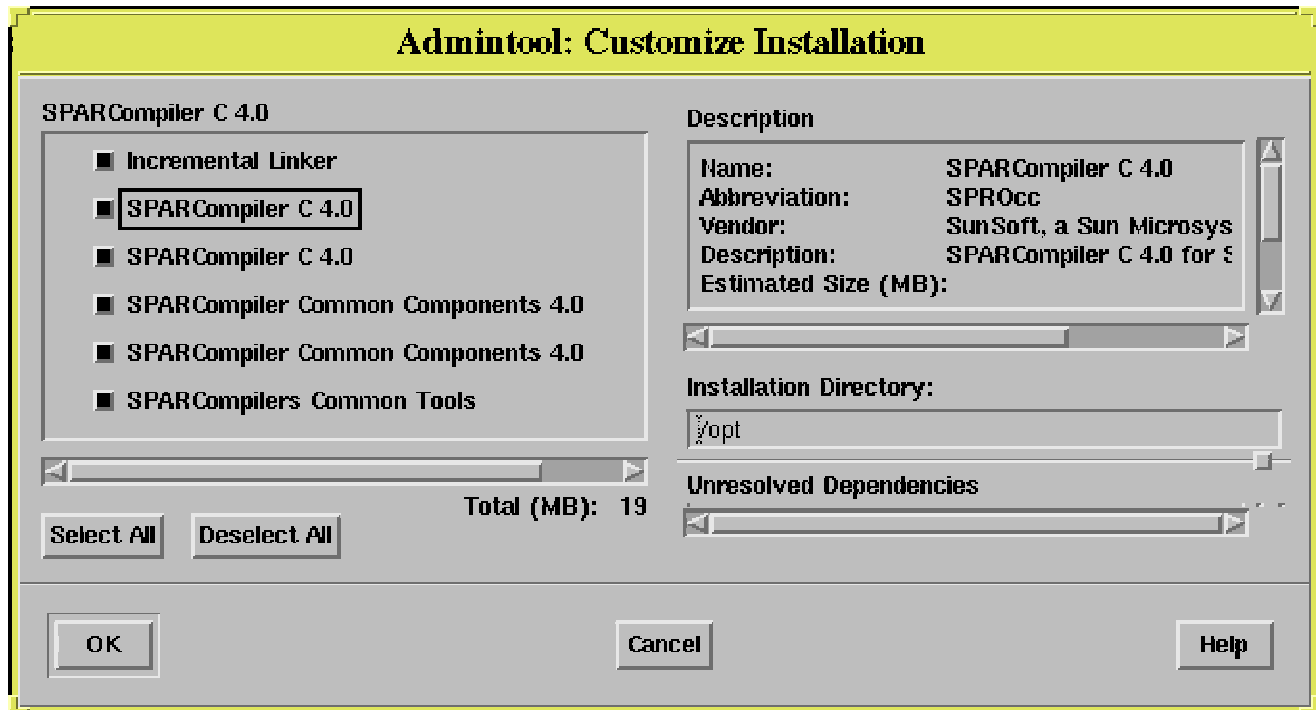 Admintool: Customize Installation
SPARCompiler C 4.0
Incremental Linker
SPARCompiler C 4.0
SPARCompiler C 4.0
SPARCompiler Common Components 4.0
SPARCompiler Common Components 4.0
SPARCompilers Common Tools
Total (MB): 19
Select All Deselect All
Description
Name: SPARCompiler C 4.0
Abbreviation: SPROcc
Vendor: SunSoft, a Sun Microsys
Description: SPARCompiler C 4.0 for S
Estimated Size (MB):
Installation Directory:
/opt
Unresolved Dependencies
OK Cancel Help